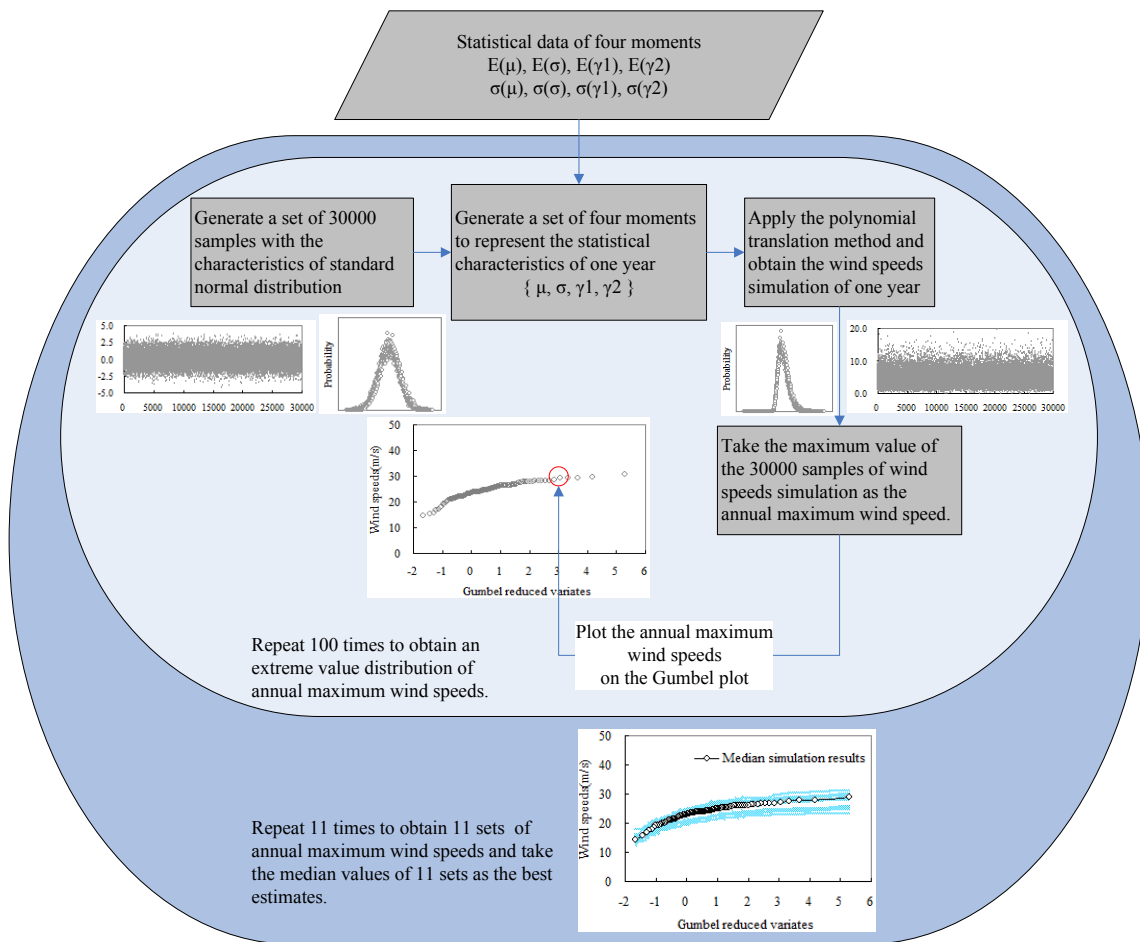 Statistical data of four moments
E(μ), E(σ), E(γ1), E(γ2)
σ(μ), σ(σ), σ(γ1), σ(γ2)
Generate a set of 30000
samples with the
characteristics of standard
normal distribution
Generate a set of four moments
to represent the statistical
characteristics of one year
{ μ, σ, γ1, γ2 }
Apply the polynomial
translation method and
obtain the wind speeds
simulation of one year
5.0
2.5
0.0
-2.5
-5.0
0 5000 10000 15000 20000 25000 30000
Probability
Probability
20.0
10.0
0.0
0 5000 10000 15000 20000 25000 30000
Take the maximum value of
the 30000 samples of wind
speeds simulation as the
annual maximum wind speed.
50
40
30
20
10
0
Wind speeds(m/s)
-2 -1 0 1 2 3 4 5 6
Gumbel reduced variates
Plot the annual maximum
wind speeds
on the Gumbel plot
Repeat 100 times to obtain an
extreme value distribution of
annual maximum wind speeds.
50
40
30
20
10
0
Wind speeds(m/s)
Median simulation results
-2 -1 0 1 2 3 4 5 6
Gumbel reduced variates
Repeat 11 times to obtain 11 sets of
annual maximum wind speeds and take
the median values of 11 sets as the best
estimates.